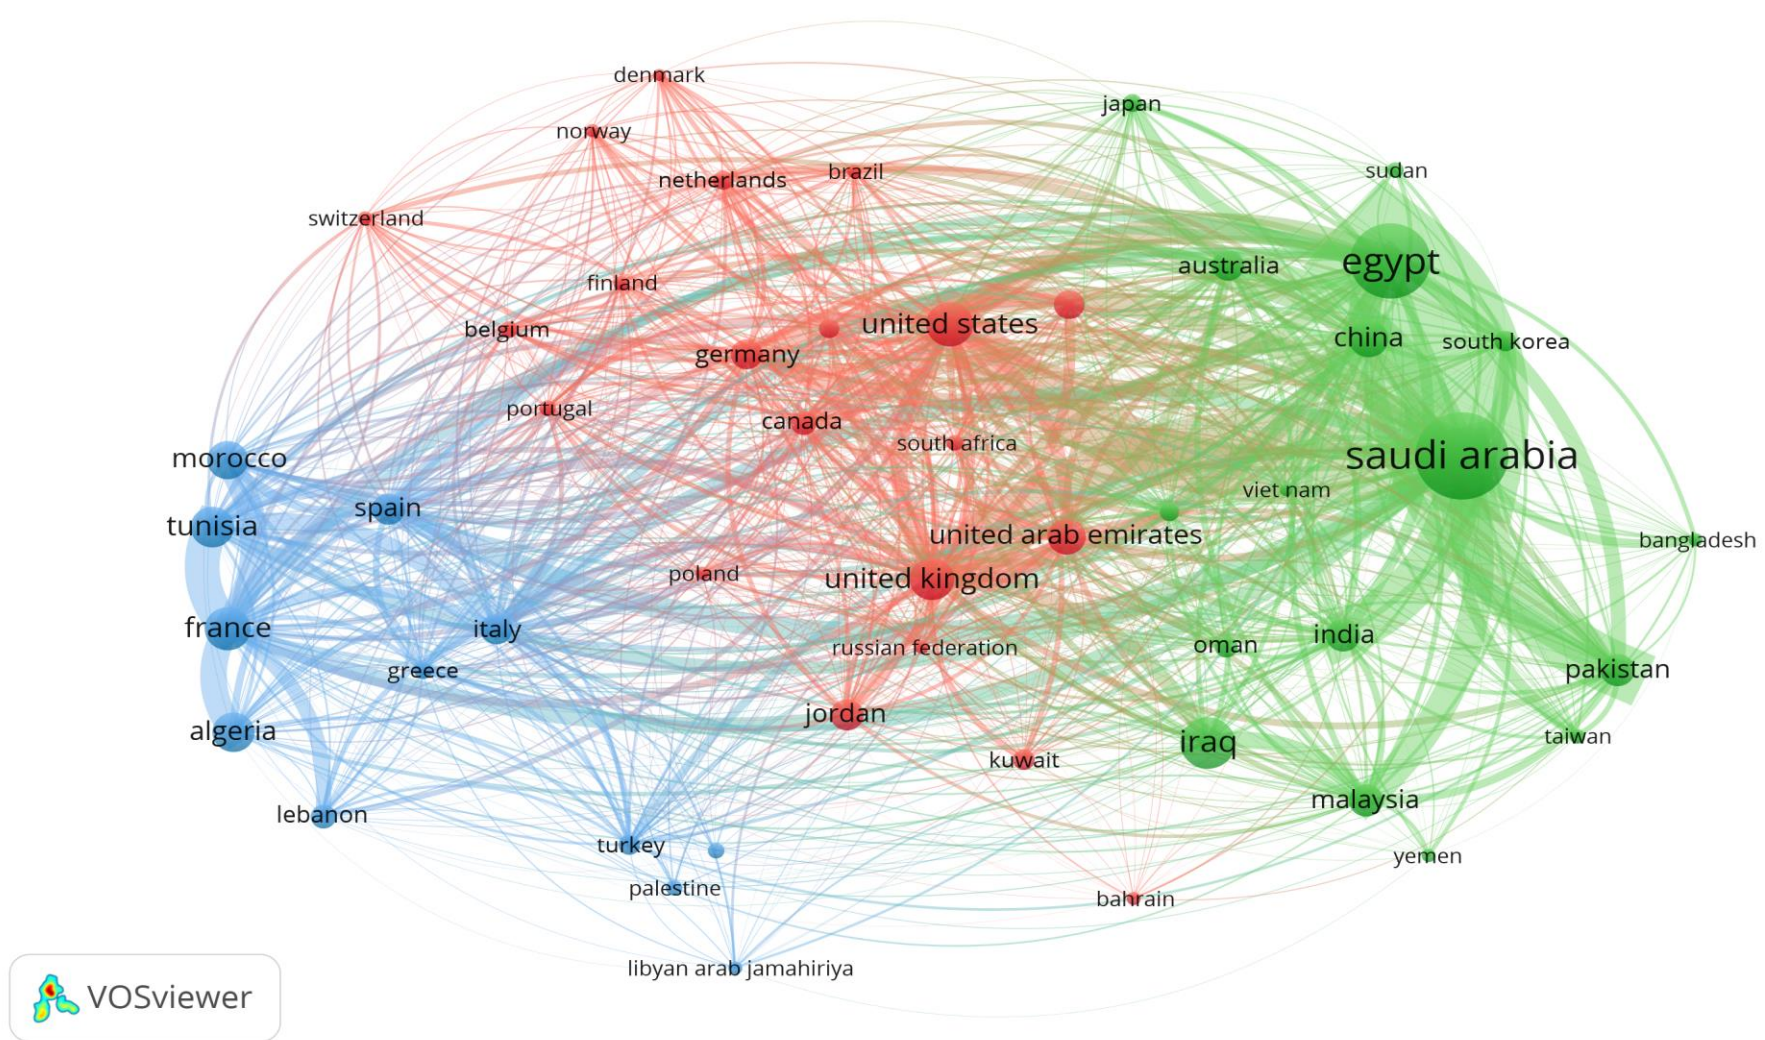 denmark
japan
norway
brazil
sudan
netherlands
switzerland
egypt
australia
finland
united states
belgium
china
south korea
germany
portugal
canada
south africa
saudi arabia
morocco
viet nam
spain
tunisia
united arab emirates
bangladesh
poland
united kingdom
france
italy
india
oman
russian federation
greece
pakistan
jordan
algeria
taiwan
iraq
kuwait
malaysia
lebanon
turkey
yemen
palestine
bahrain
libyan arab jamahiriya
VOSviewer